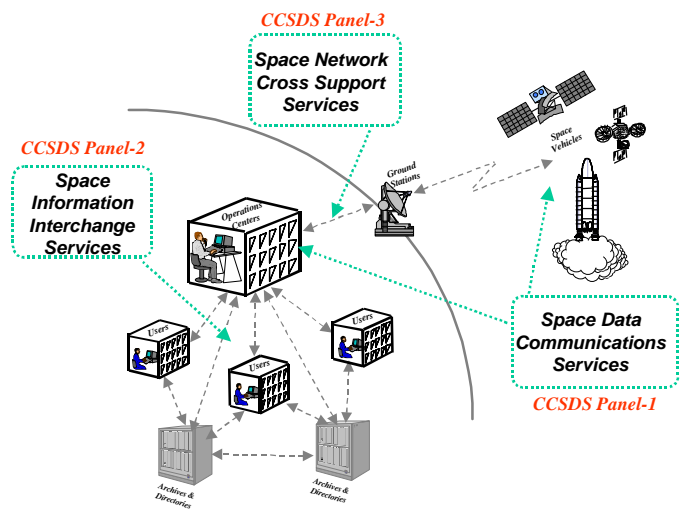 CCSDS Panel-3
Space Network
Cross Support
Services
CCSDS Panel-2
Space
Information
Interchange
Services
Operations
Centers
Ground
Stations
Space
Vehicles
Users
Users
Users
Space Data
Communications
Services
CCSDS Panel-1
Archives &
Directories
Archives &
Directories